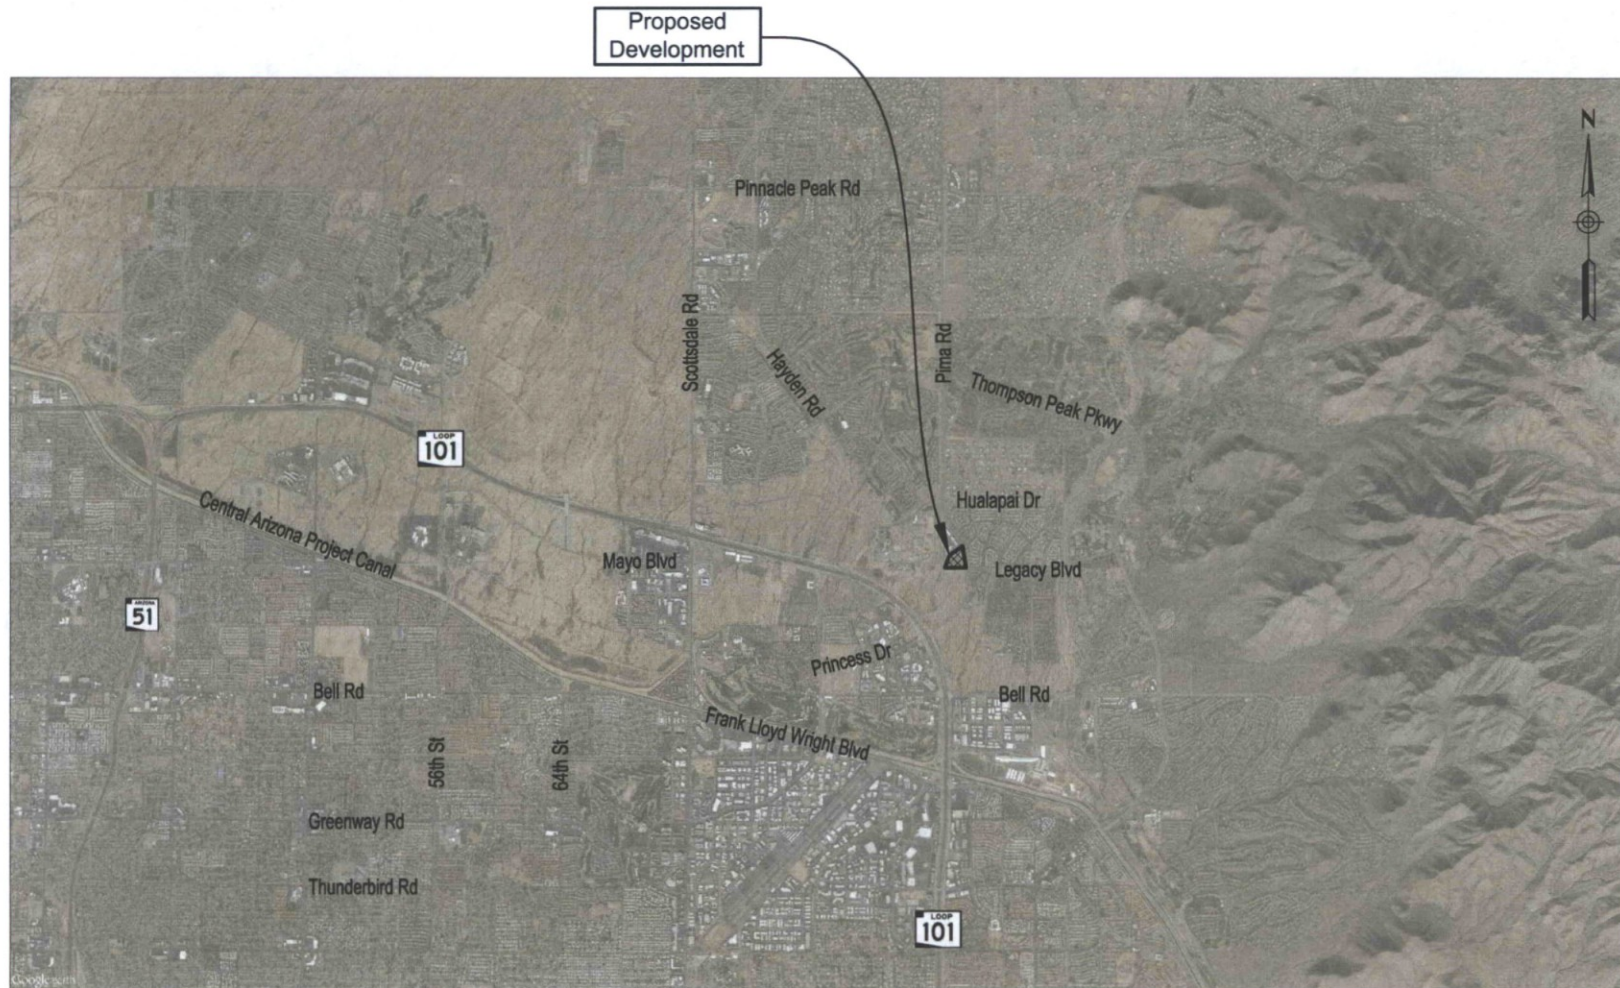 Proposed
Development
N
Pinnacle Peak Rd
Scottsdale Rd
Hayden Rd
Pima Rd
Thompson Peak Pkwy
LOOP
101
Central Arizona Project Canal
Hualapai Dr
Mayo Blvd
Legacy Blvd
ARIZONA
51
Princess Dr
Bell Rd
Bell Rd
Frank Lloyd Wright Blvd
56th St
64th St
Greenway Rd
Thunderbird Rd
LOOP
101
Google